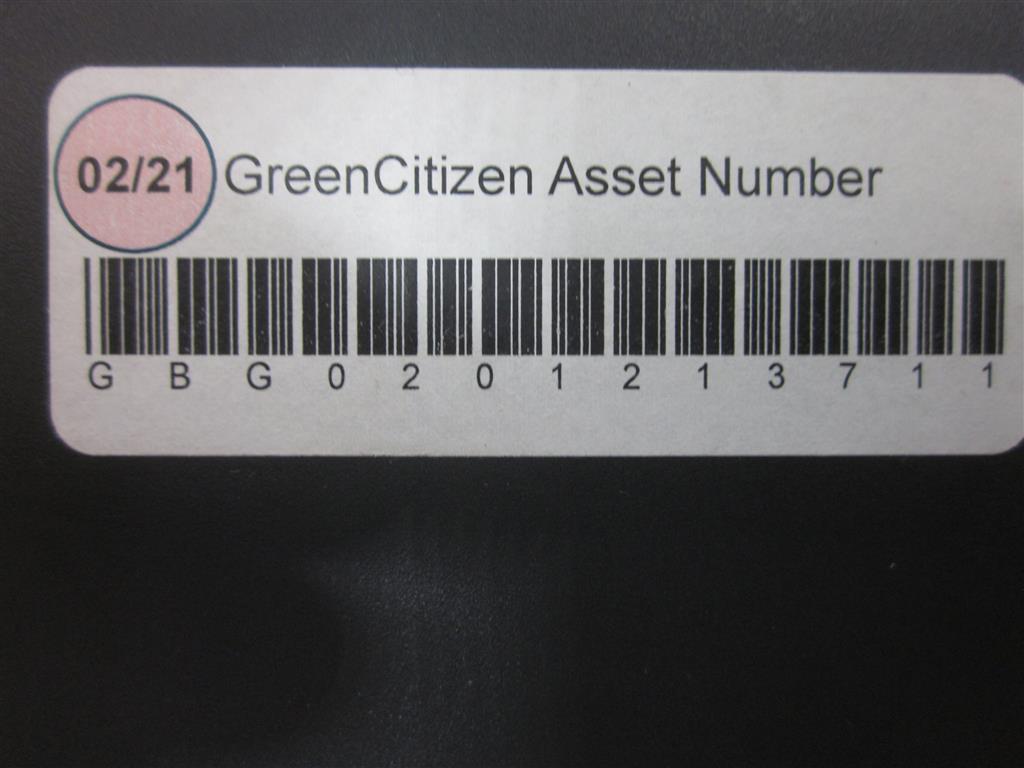 02/21 GreenCitizen Asset Number
G B G 0 2 0 1 2 1 3 7 1 1